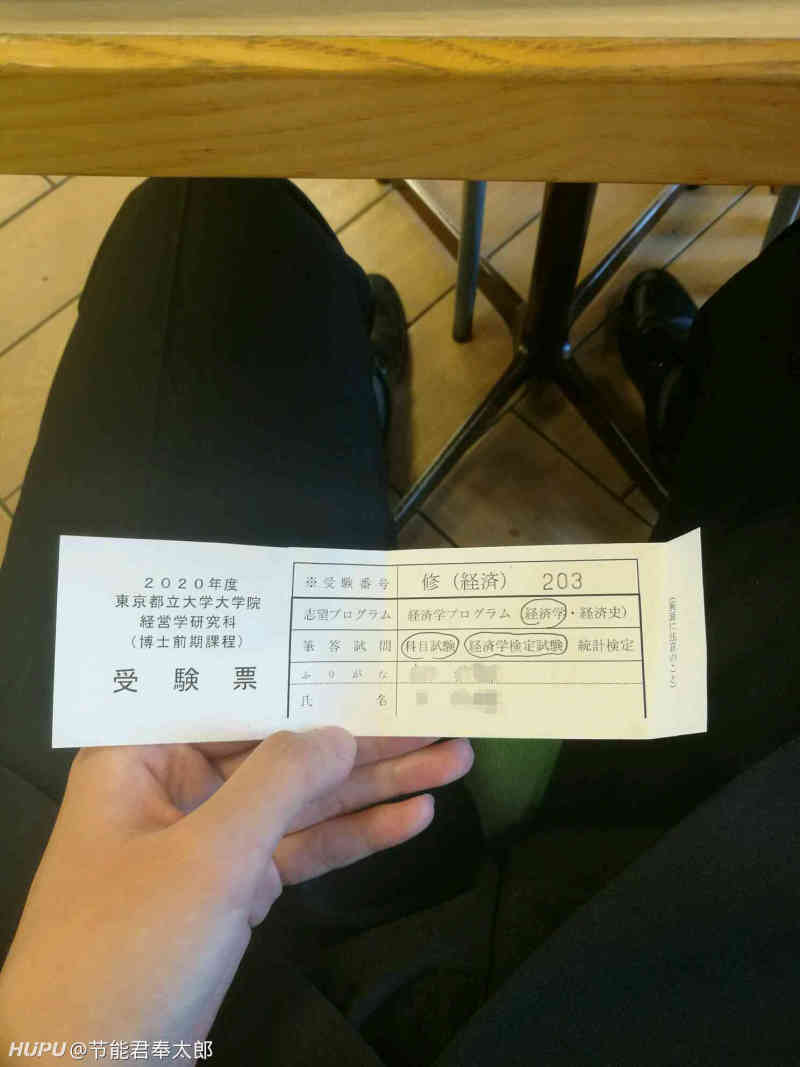 ２０２０年度
東京都立大学大学院
経営学研究科
（博士前期課程）
受験票
※受験番号 修（経済） 203
志望プログラム 経済学プログラム（経済学・経済史）
筆答試問 科目試験 経済学検定試験 統計検定
ふりがな
氏名
HUPU @节能君奉太郎